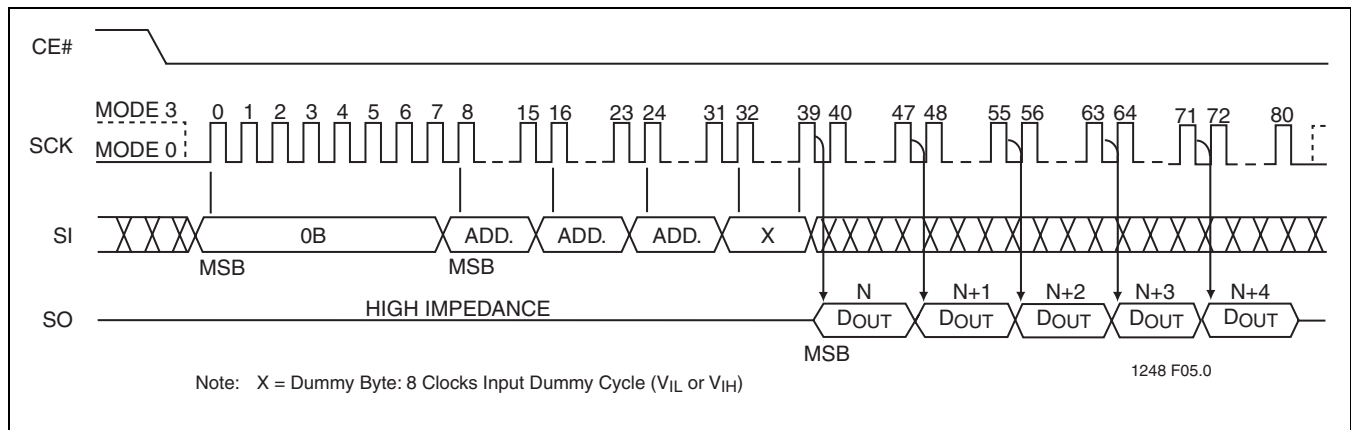 CE#
MODE 3
0 1 2 3 4 5 6 7 8 15 16 23 24 31 32 39 40 47 48 55 56 63 64 71 72 80
SCK
MODE 0
SI
0B
ADD.
ADD.
ADD.
X
MSB
MSB
N
N+1
N+2
N+3
N+4
HIGH IMPEDANCE
SO
DOUT
DOUT
DOUT
DOUT
DOUT
MSB
1248 F05.0
Note: X = Dummy Byte: 8 Clocks Input Dummy Cycle (VIL or VIH)